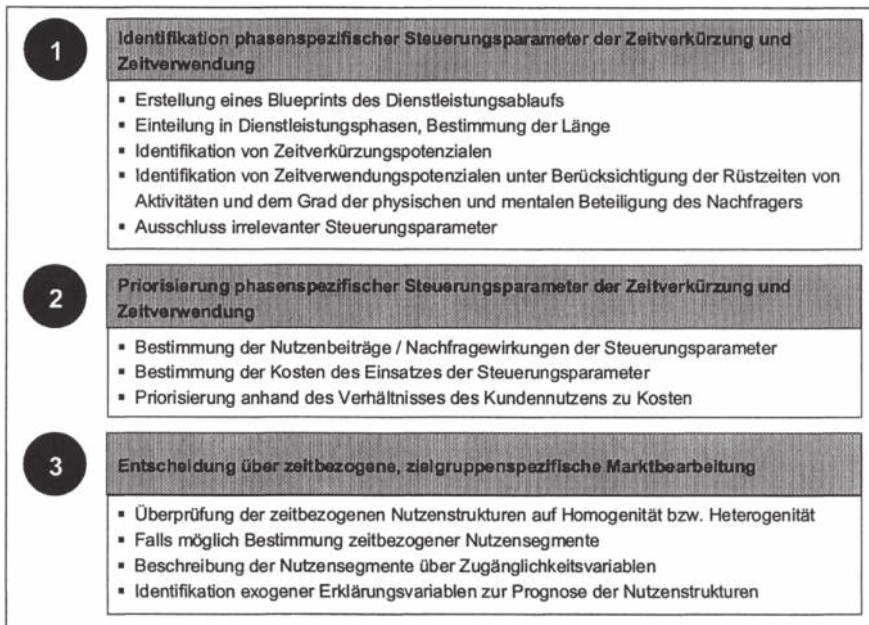 1
Identifikation phasenspezifischer Steuerungsparameter der Zeitverkürzung und
Zeitverwendung
▪ Erstellung eines Blueprints des Dienstleistungsablaufs
▪ Einteilung in Dienstleistungsphasen, Bestimmung der Länge
▪ Identifikation von Zeitverkürzungspotenzialen
▪ Identifikation von Zeitverwendungspotenzialen unter Berücksichtigung der Rüstzeiten von
Aktivitäten und dem Grad der physischen und mentalen Beteiligung des Nachfragers
▪ Ausschluss irrelevanter Steuerungsparameter
2
Priorisierung phasenspezifischer Steuerungsparameter der Zeitverkürzung und
Zeitverwendung
▪ Bestimmung der Nutzenbeiträge / Nachfragewirkungen der Steuerungsparameter
▪ Bestimmung der Kosten des Einsatzes der Steuerungsparameter
▪ Priorisierung anhand des Verhältnisses des Kundennutzens zu Kosten
3
Entscheidung über zeitbezogene, zielgruppenspezifische Marktbearbeitung
▪ Überprüfung der zeitbezogenen Nutzenstrukturen auf Homogenität bzw. Heterogenität
▪ Falls möglich Bestimmung zeitbezogener Nutzensegmente
▪ Beschreibung der Nutzensegmente über Zugänglichkeitsvariablen
▪ Identifikation exogener Erklärungsvariablen zur Prognose der Nutzenstrukturen